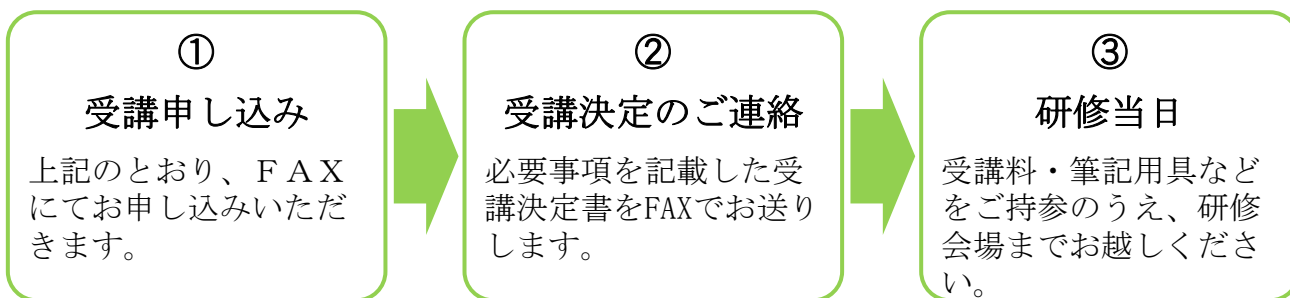 ①
受講申し込み
上記のとおり、ＦＡＸ
にてお申し込みいただ
きます。
②
受講決定のご連絡
必要事項を記載した受
講決定書をFAXでお送り
します。
③
研修当日
受講料・筆記用具など
をご持参のうえ、研修
会場までお越しくださ
い。